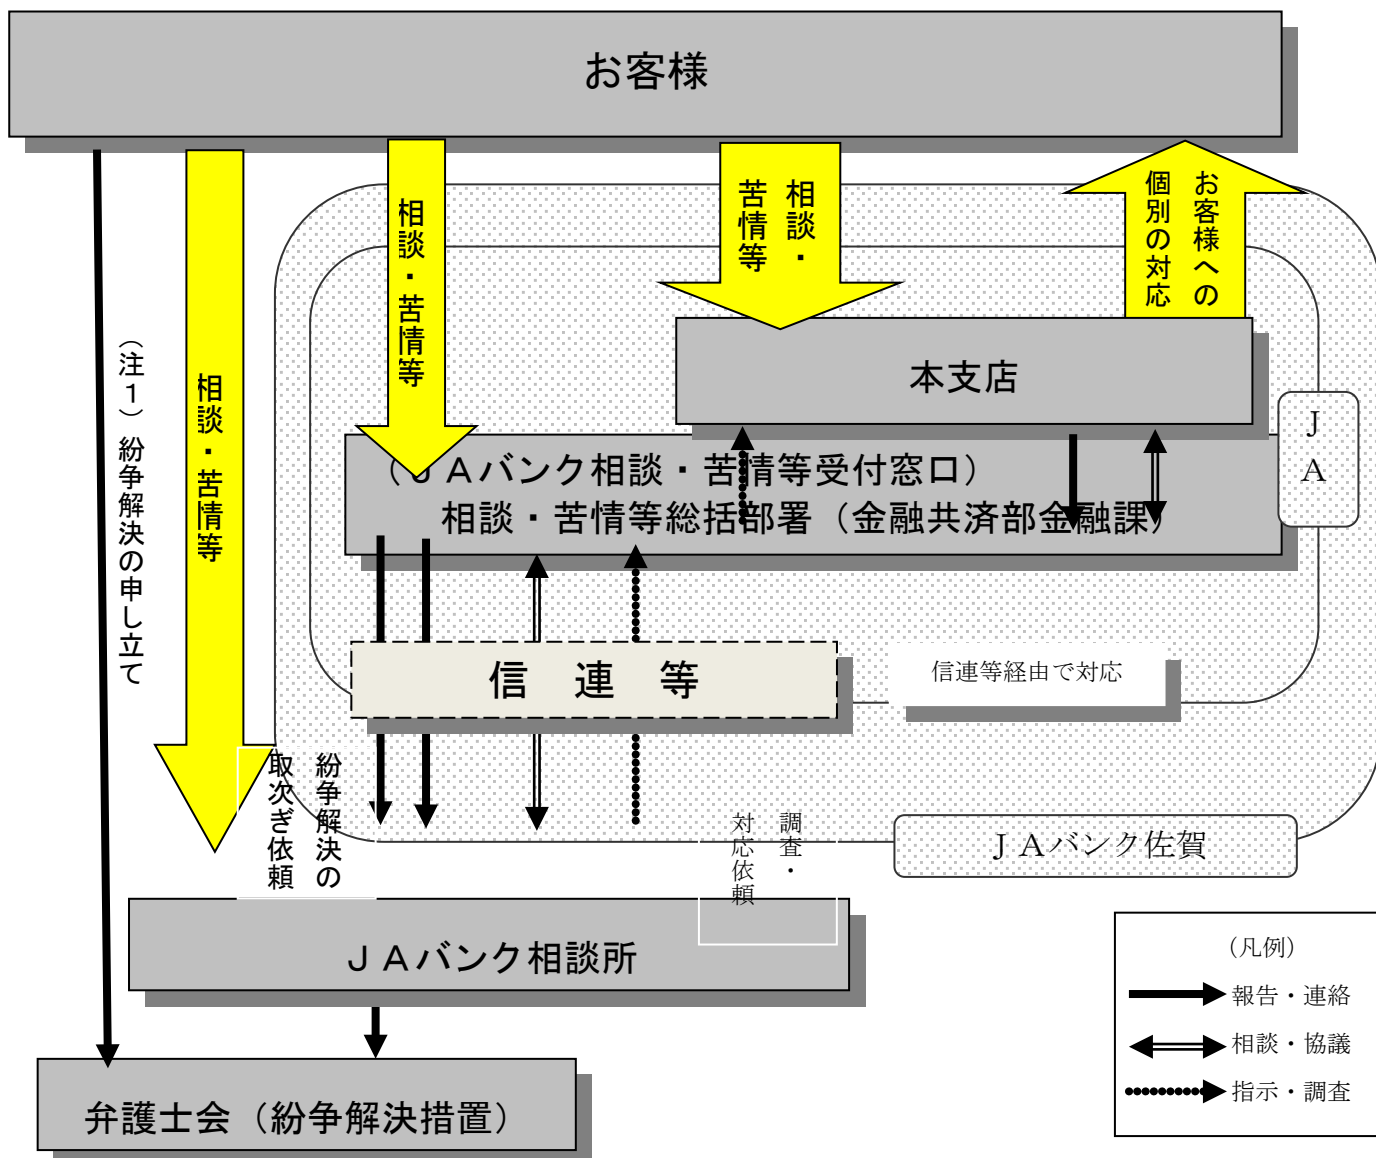 お客様
相談・
苦情等
お客様への
個別の対応
相談・苦情等
相談・苦情等
(注１)紛争解決の申し立て
本支店
ＪＡ
(ＪＡバンク相談・苦情等受付窓口)
相談・苦情等総括部署(金融共済部金融課)
信連等
信連等経由で対応
紛争解決の
取次ぎ依頼
調査・
対応依頼
ＪＡバンク佐賀
ＪＡバンク相談所
弁護士会(紛争解決措置)
(凡例)
報告・連絡
相談・協議
指示・調査